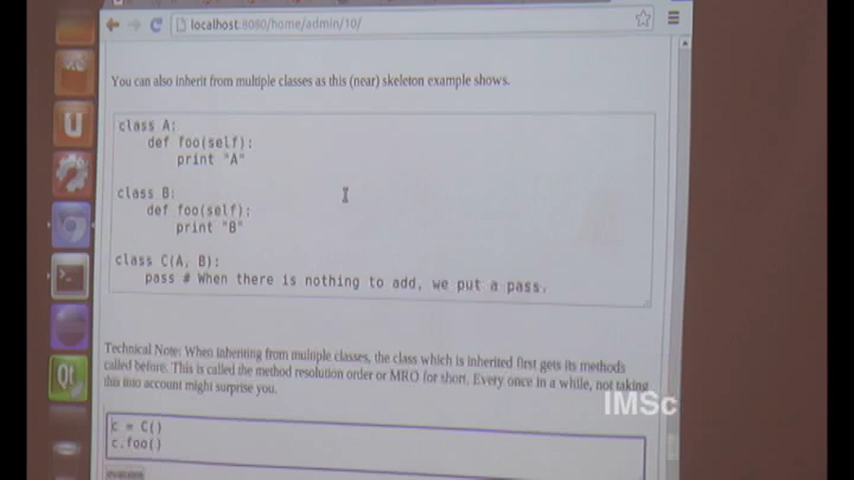 localhost:8080/home/admin/10/
You can also inherit from multiple classes as this (near) skeleton example shows.
class A:
def foo(self):
print "A"
class B:
def foo(self):
print "B"
class C(A, B):
pass # When there is nothing to add, we put a pass.
Technical Note: When inheriting from multiple classes, the class which is inherited first gets its methods
called before. This is called the method resolution order or MRO for short. Every once in a while, not taking
this into account might surprise you.
IMSc
c = C()
c.foo()
evaluate
U
>_
Qt